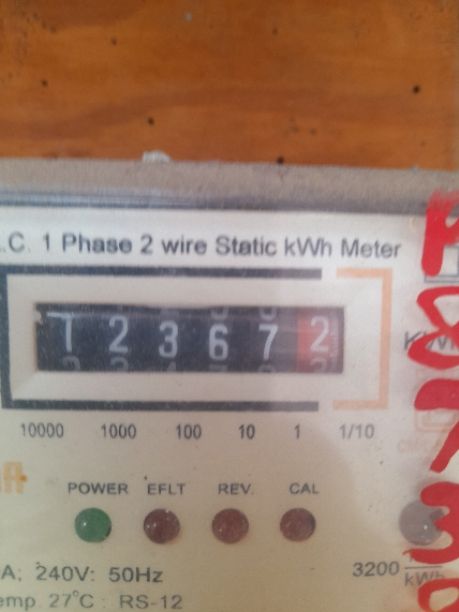 .C. 1 Phase 2 wire Static kWh Meter
1 2 3 6 7 2
10000 1000 100 10 1 1/10
POWER EFLT REV. CAL
A; 240V: 50Hz
3200
kWh
emp. 27°C : RS-12